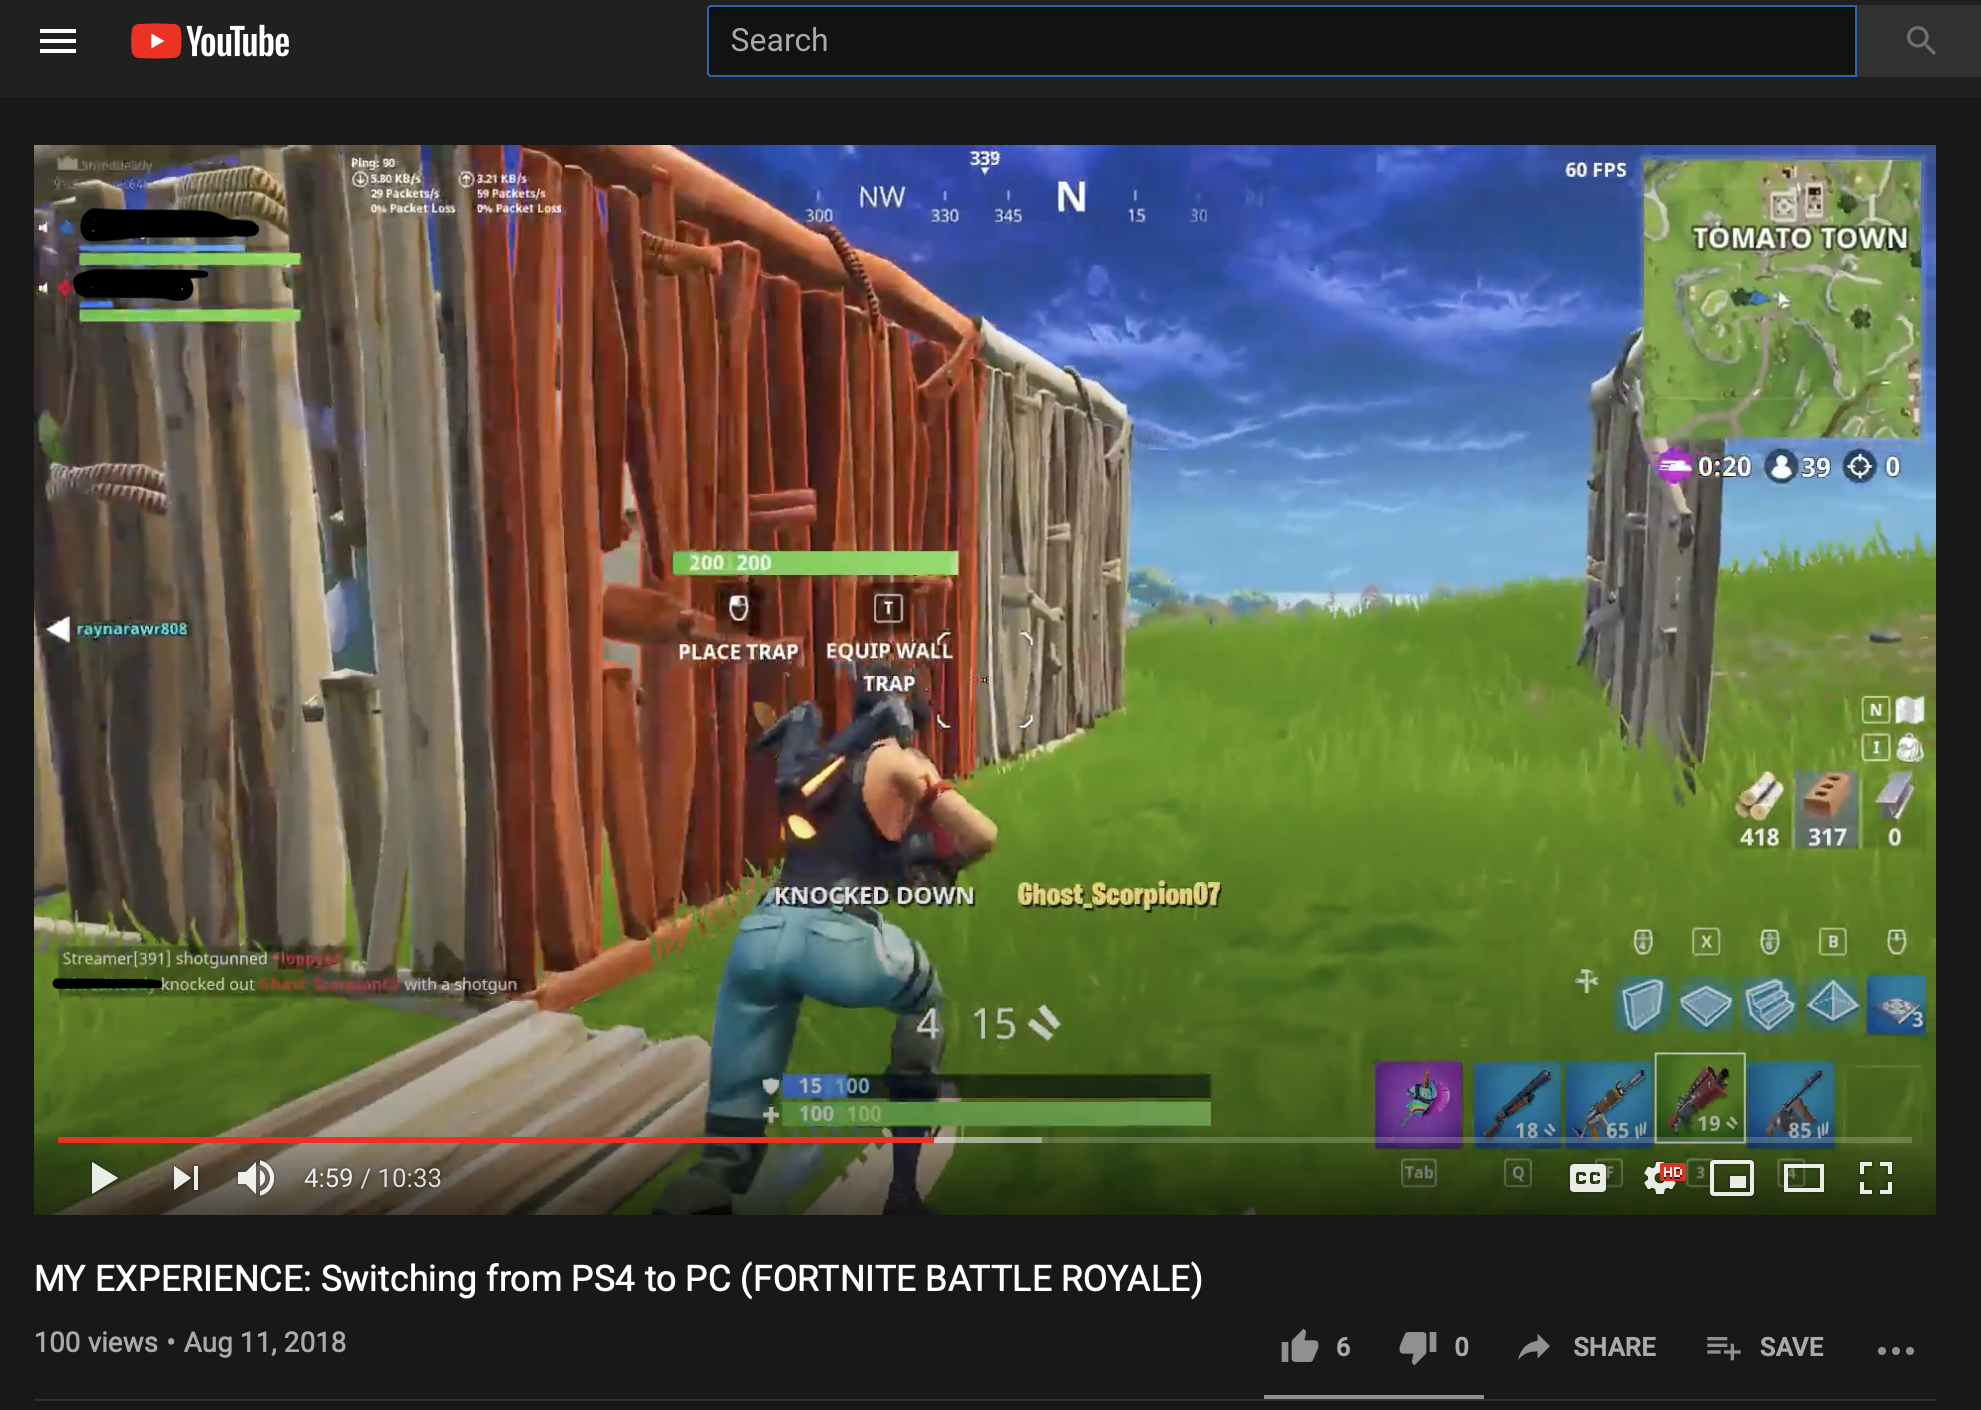 YouTube
Search
Ping: 90
5.80 KB/s
3.21 KB/s
29 Packets/s
59 Packets/s
0% Packet Loss
0% Packet Loss
339
300
NW
330
345
N
15
30
60 FPS
TOMATO TOWN
0:20
39
0
200 200
T
PLACE TRAP
EQUIP WALL
TRAP
raynarawr808
N
I
418
317
0
KNOCKED DOWN
Ghost_Scorpion07
Streamer[391] shotgunned
knocked out Ghost_Scorpion07 with a shotgun
X
B
3
4 15
15 100
100 100
18
65
19
85
Tab
Q
F
3
4
4:59 / 10:33
CC
HD
MY EXPERIENCE: Switching from PS4 to PC (FORTNITE BATTLE ROYALE)
100 views • Aug 11, 2018
6
0
SHARE
SAVE